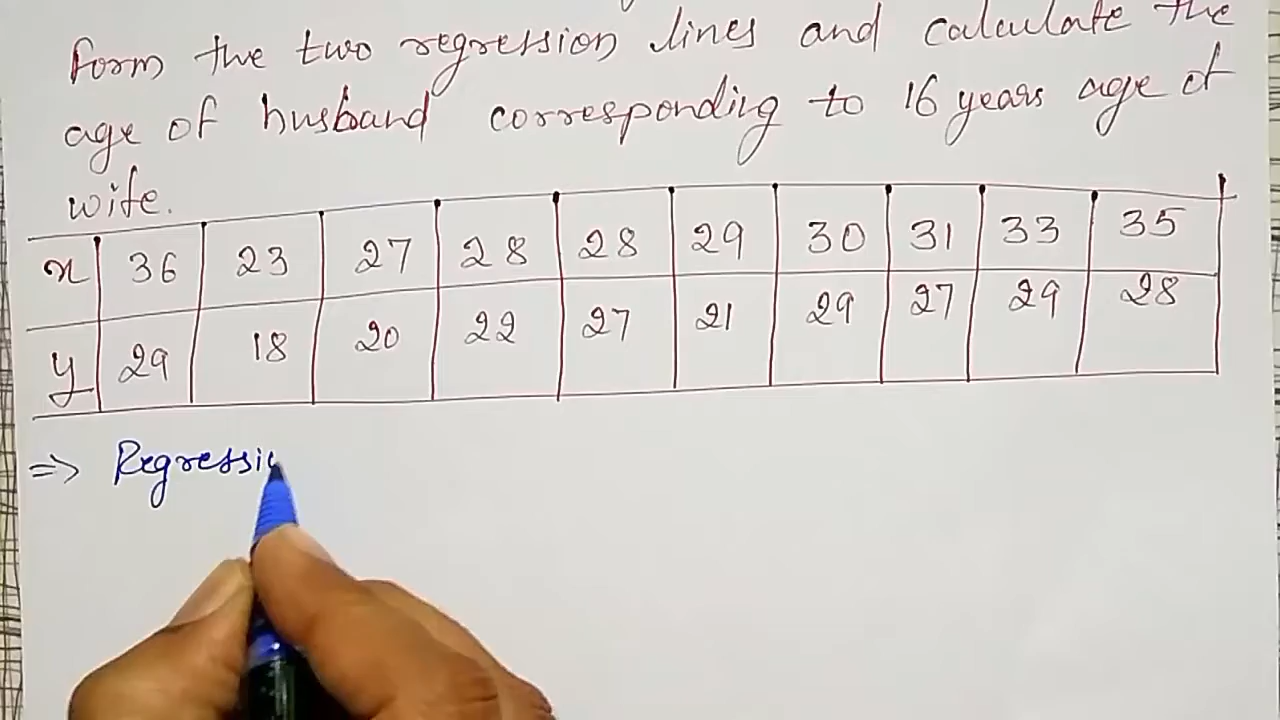 Form the two regression lines and calculate the
age of husband corresponding to 16 years age of
wife.
x 36 23 27 28 28 29 30 31 33 35
y 29 18 20 22 27 21 29 27 29 28
=> Regressi